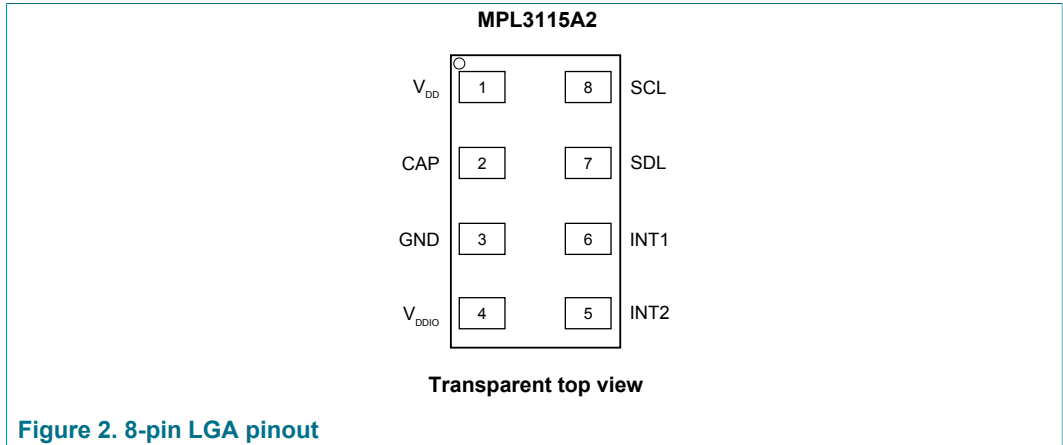 MPL3115A2
V_DD 1 8 SCL
CAP 2 7 SDL
GND 3 6 INT1
V_DDIO 4 5 INT2
Transparent top view
Figure 2. 8-pin LGA pinout